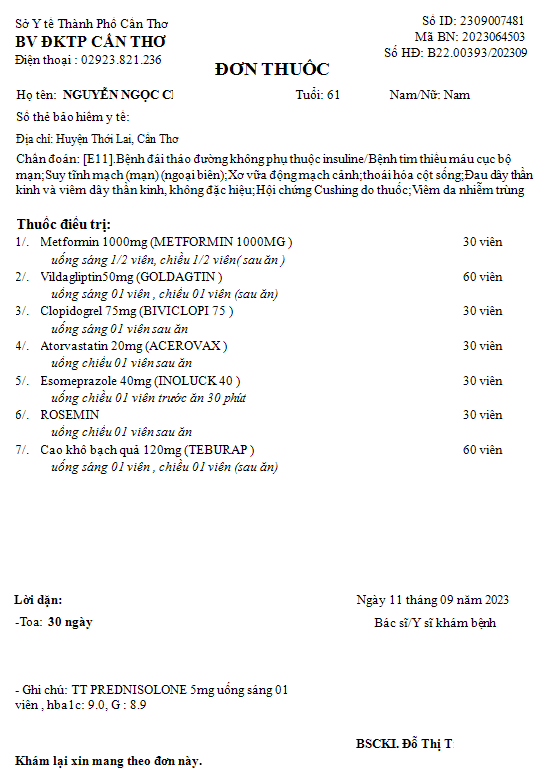 Sở Y tế Thành Phố Cần Thơ
BV ĐKTP CẦN THƠ
Điện thoại : 02923.821.236
Số ID: 2309007481
Mã BN: 2023064503
Số HĐ: B22.00393/202309
ĐƠN THUỐC
Họ tên: NGUYỄN NGỌC
Tuổi: 61
Nam/Nữ: Nam
Số thẻ bảo hiểm y tế:
Địa chỉ: Huyện Thới Lai, Cần Thơ
Chẩn đoán: [E11].Bệnh đái tháo đường không phụ thuộc insuline/Bệnh tim thiếu máu cục bộ
mạn;Suy tĩnh mạch (mạn) (ngoại biên);Xơ vữa động mạch cảnh;thoái hóa cột sống;Đau dây thần
kinh và viêm dây thần kinh, không đặc hiệu;Hội chứng Cushing do thuốc;Viêm da nhiễm trùng
Thuốc điều trị:
1/. Metformin 1000mg (METFORMIN 1000MG ) 30 viên
uống sáng 1/2 viên, chiều 1/2 viên( sau ăn )
2/. Vildagliptin50mg (GOLDAGTIN ) 60 viên
uống sáng 01 viên , chiều 01 viên (sau ăn)
3/. Clopidogrel 75mg (BIVICLOPI 75 ) 30 viên
uống sáng 01 viên sau ăn
4/. Atorvastatin 20mg (ACEROVAX ) 30 viên
uống chiều 01 viên sau ăn
5/. Esomeprazole 40mg (INOLUCK 40 ) 30 viên
uống chiều 01 viên trước ăn 30 phút
6/. ROSEMIN 30 viên
uống chiều 01 viên sau ăn
7/. Cao khô bạch quả 120mg (TEBURAP ) 60 viên
uống sáng 01 viên , chiều 01 viên (sau ăn)
Lời dặn:
Ngày 11 tháng 09 năm 2023
-Toa: 30 ngày
Bác sĩ/Y sĩ khám bệnh
- Ghi chú: TT PREDNISOLONE 5mg uống sáng 01
viên , hba1c: 9.0, G : 8.9
BSCKI. Đỗ Thị T
Khám lại xin mang theo đơn này.